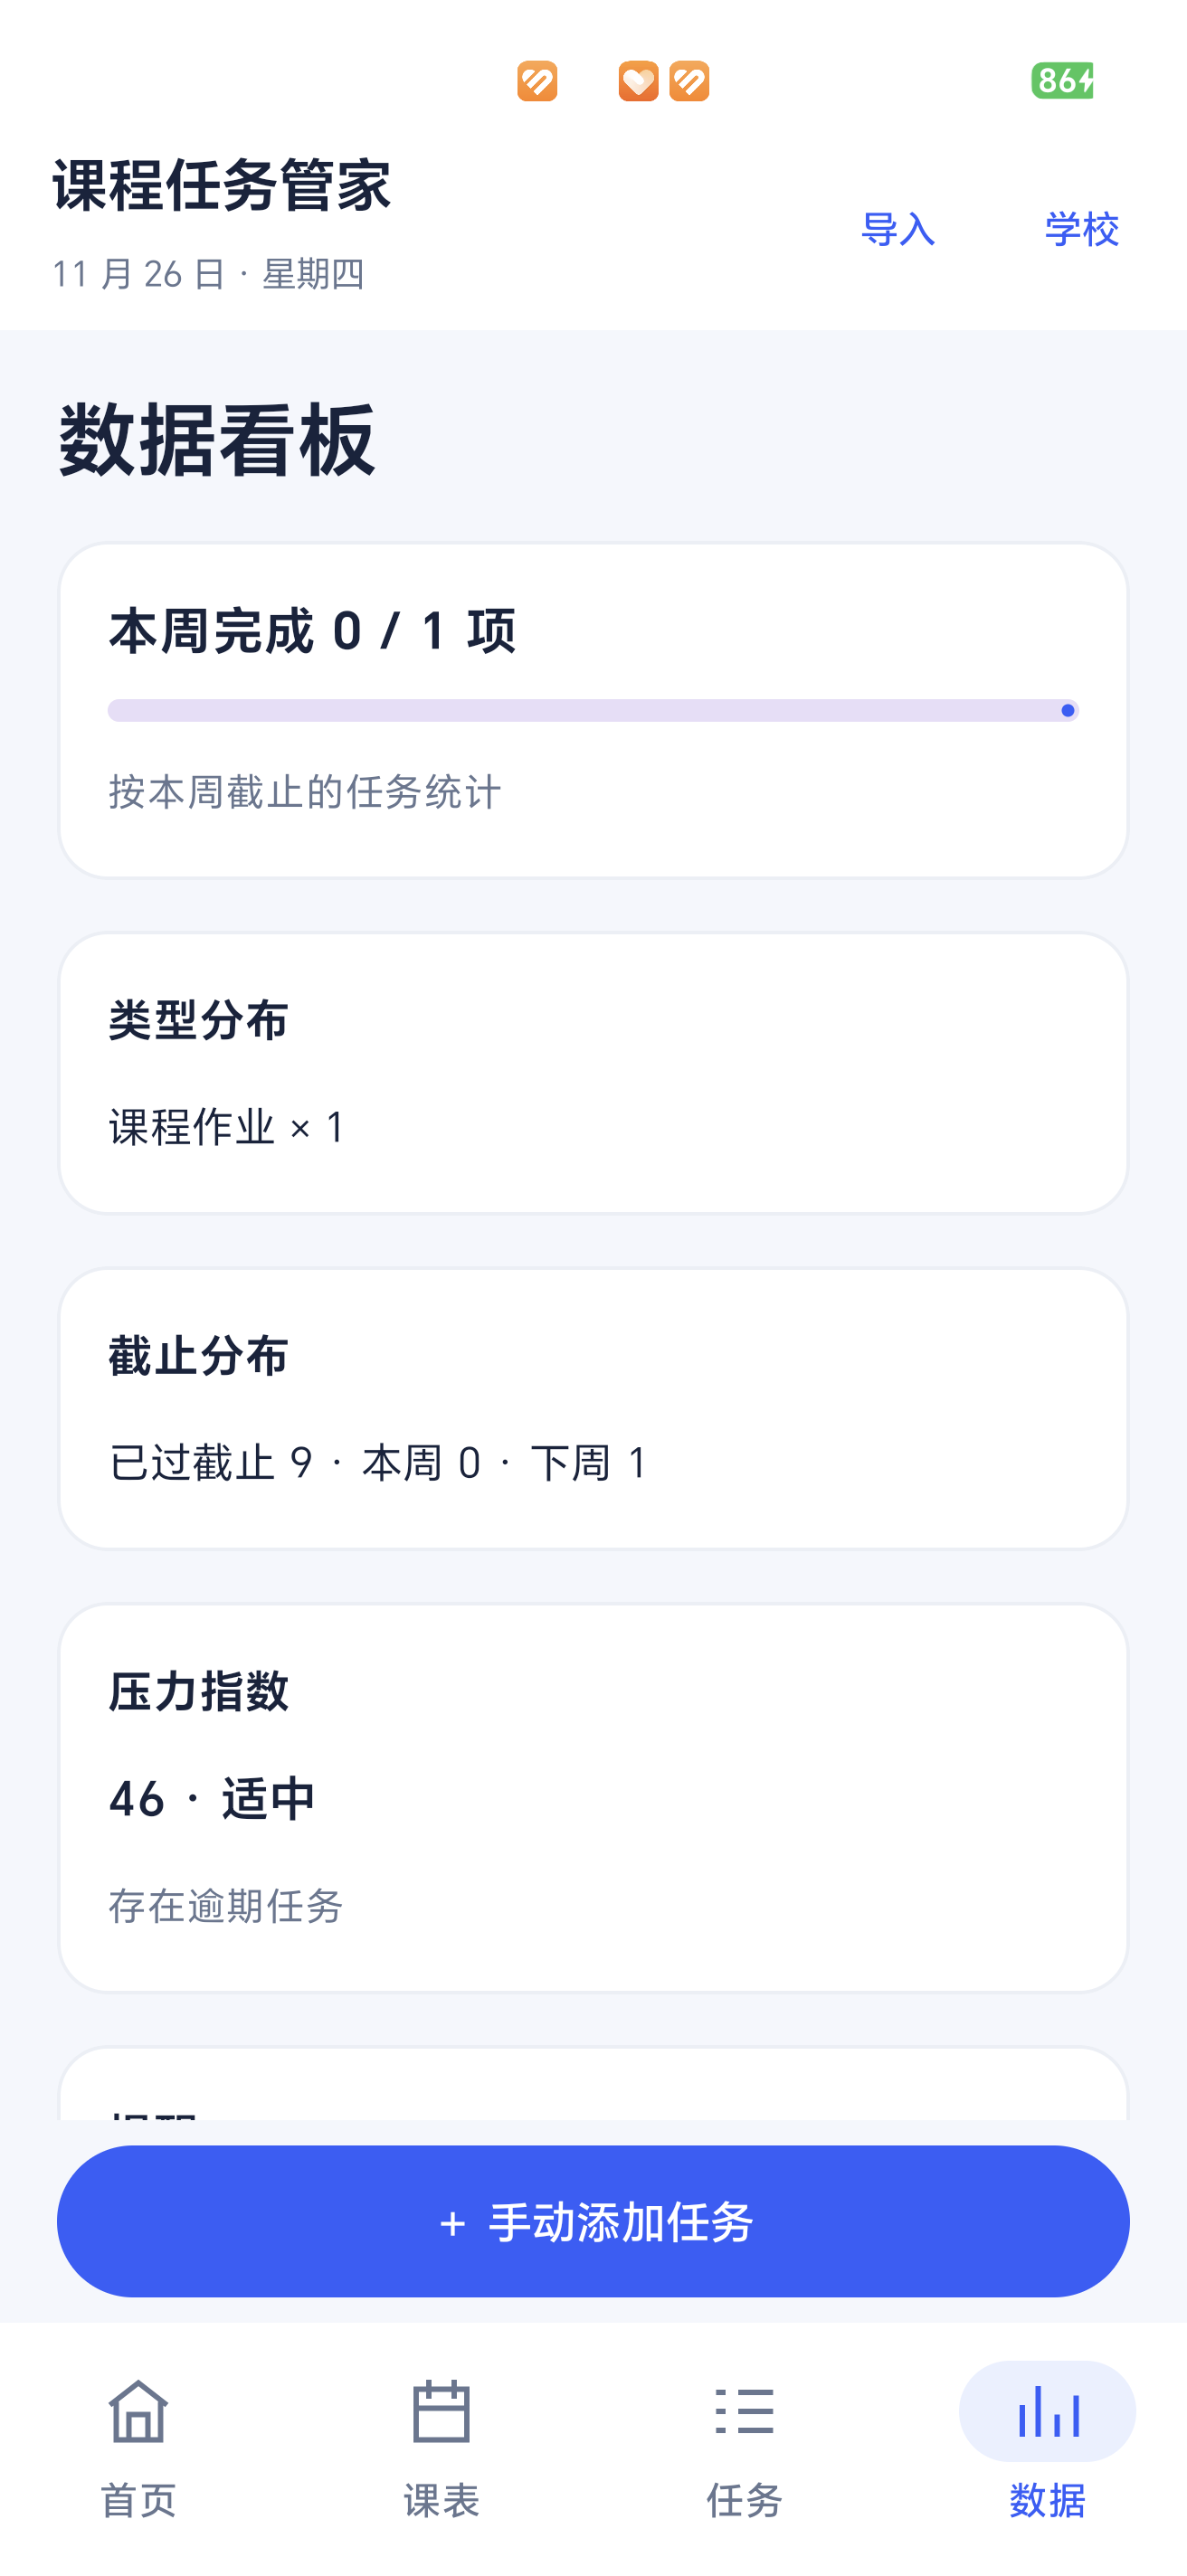 86
课程任务管家
11 月 26 日 · 星期四
导入
学校
数据看板
本周完成 0 / 1 项
按本周截止的任务统计
类型分布
课程作业 × 1
截止分布
已过截止 9 · 本周 0 · 下周 1
压力指数
46 · 适中
存在逾期任务
+ 手动添加任务
首页
课表
任务
数据